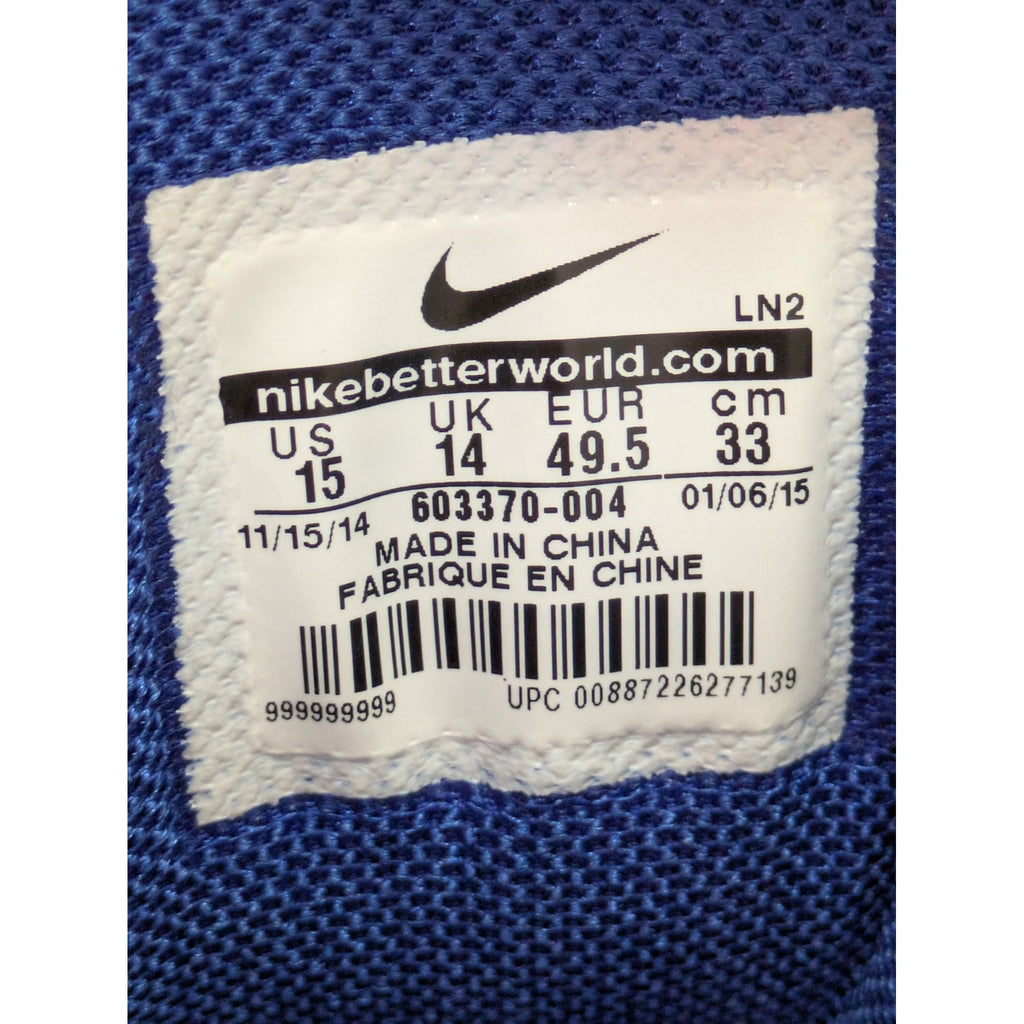 LN2
nikebetterworld.com
US UK EUR cm
15 14 49.5 33
11/15/14 603370-004 01/06/15
MADE IN CHINA
FABRIQUE EN CHINE
999999999 UPC 00887226277139